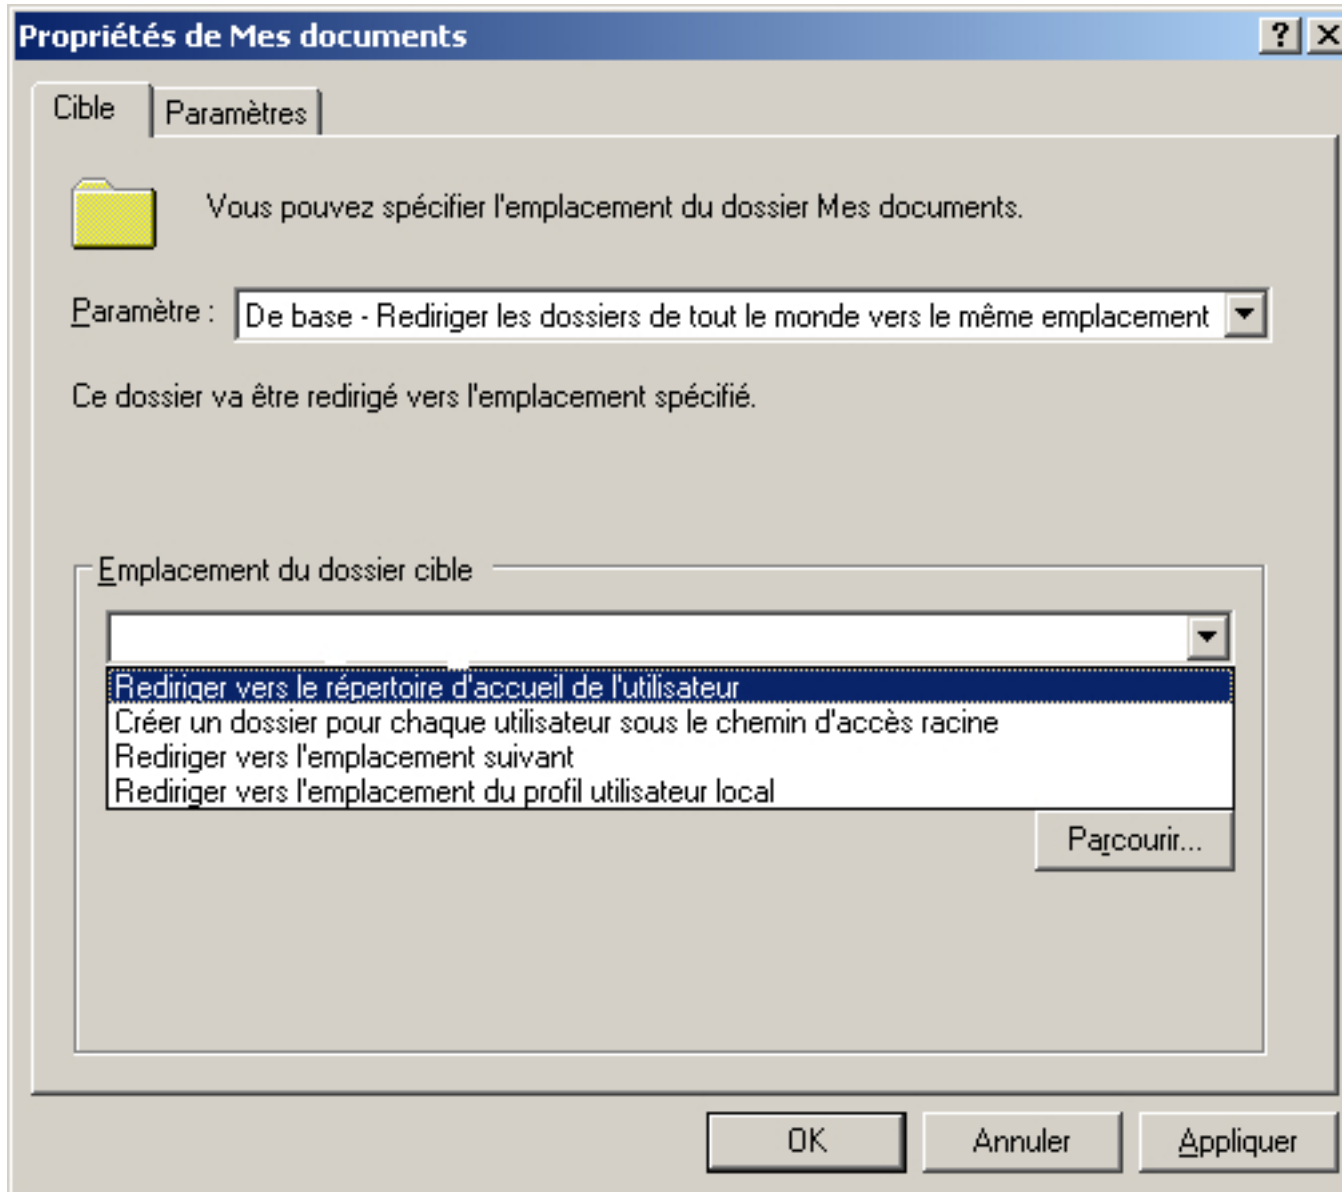 Propriétés de Mes documents
Cible
Paramètres
Vous pouvez spécifier l'emplacement du dossier Mes documents.
Paramètre : De base - Rediriger les dossiers de tout le monde vers le même emplacement
Ce dossier va être redirigé vers l'emplacement spécifié.
Emplacement du dossier cible
Rediriger vers le répertoire d'accueil de l'utilisateur
Créer un dossier pour chaque utilisateur sous le chemin d'accès racine
Rediriger vers l'emplacement suivant
Rediriger vers l'emplacement du profil utilisateur local
Parcourir...
OK Annuler Appliquer